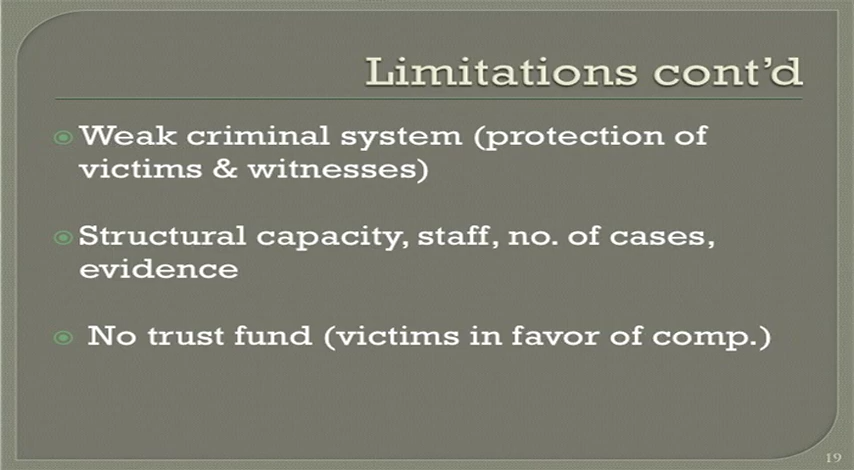 Limitations cont’d
Weak criminal system (protection of
victims & witnesses)
Structural capacity, staff, no. of cases,
evidence
No trust fund (victims in favor of comp.)
19